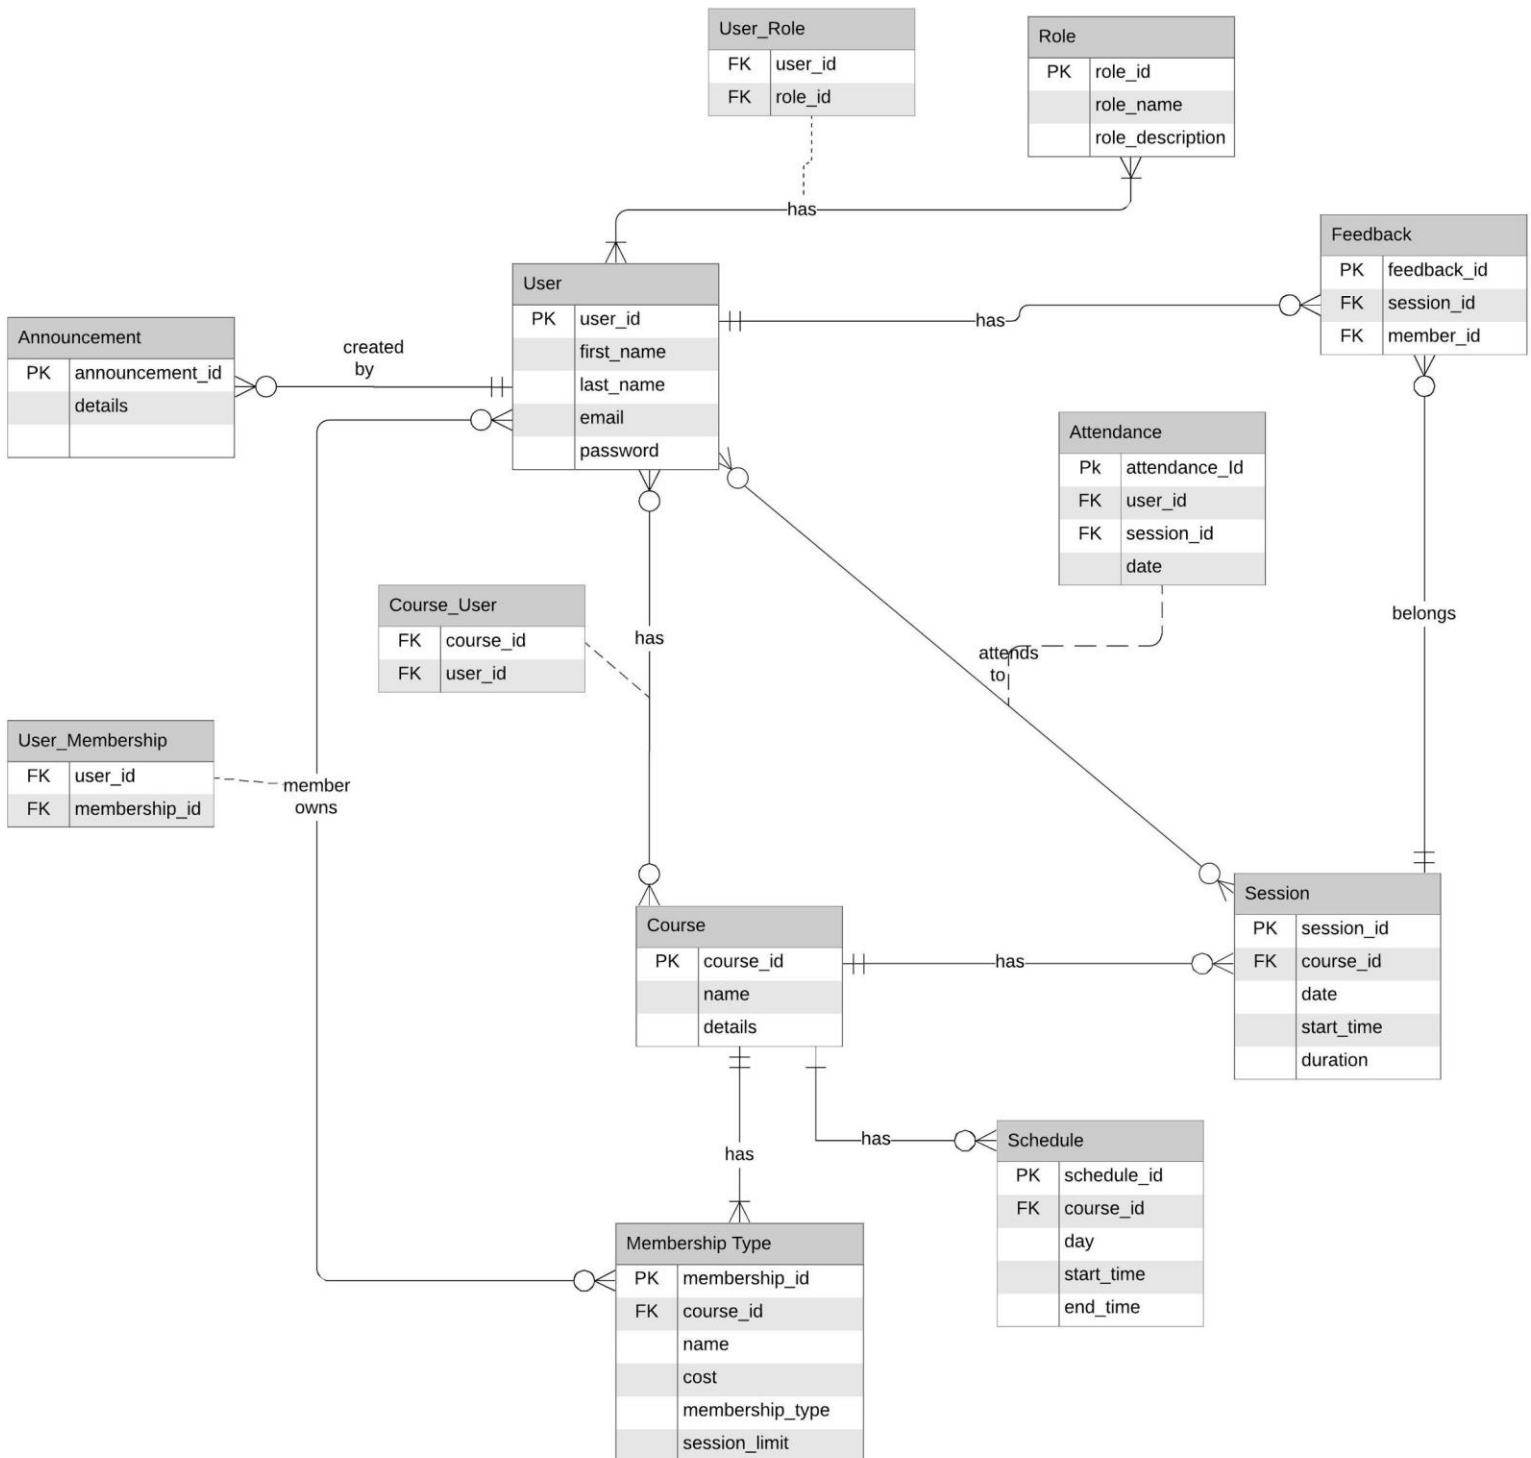 User_Role
FK user_id
FK role_id
Role
PK role_id
role_name
role_description
has
User
PK user_id
first_name
last_name
email
password
has
Feedback
PK feedback_id
FK session_id
FK member_id
Announcement
PK announcement_id
details
created
by
Attendance
Pk attendance_Id
FK user_id
FK session_id
date
Course_User
FK course_id
FK user_id
has
attends
to
belongs
User_Membership
FK user_id
FK membership_id
member
owns
Course
PK course_id
name
details
has
Session
PK session_id
FK course_id
date
start_time
duration
has
has
Schedule
PK schedule_id
FK course_id
day
start_time
end_time
Membership Type
PK membership_id
FK course_id
name
cost
membership_type
session_limit